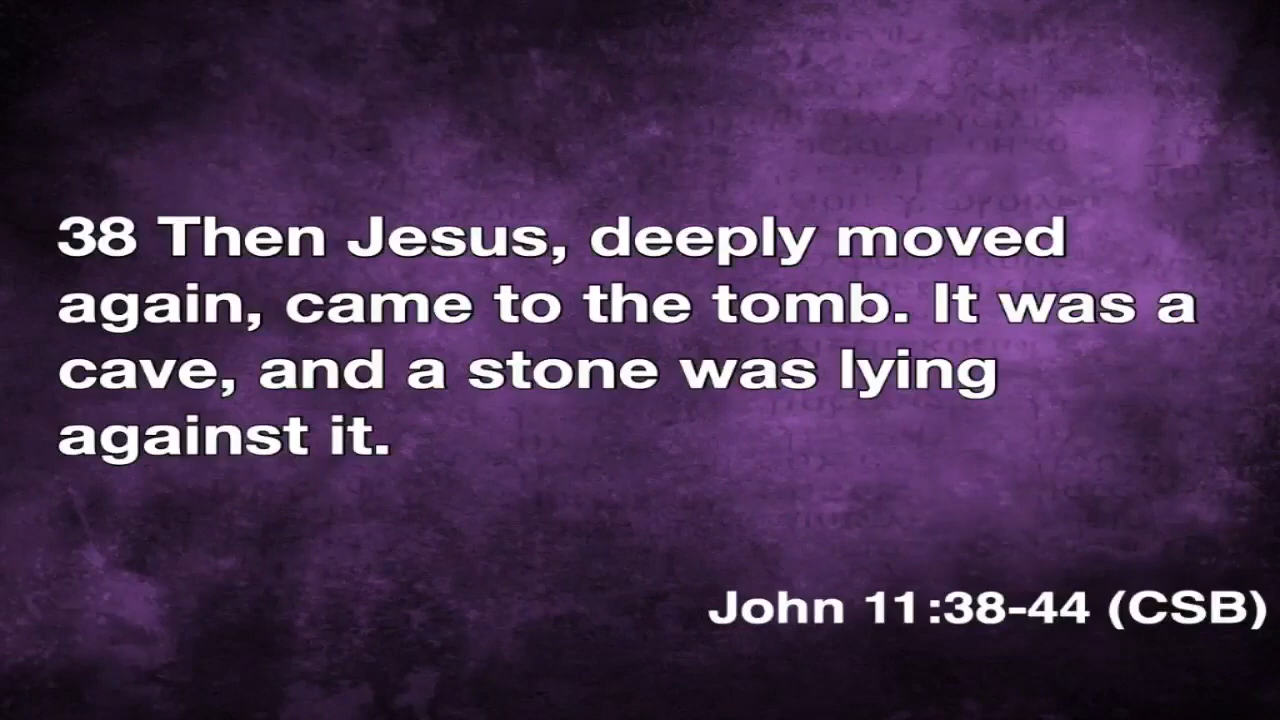 38 Then Jesus, deeply moved
again, came to the tomb. It was a
cave, and a stone was lying
against it.
John 11:38-44 (CSB)